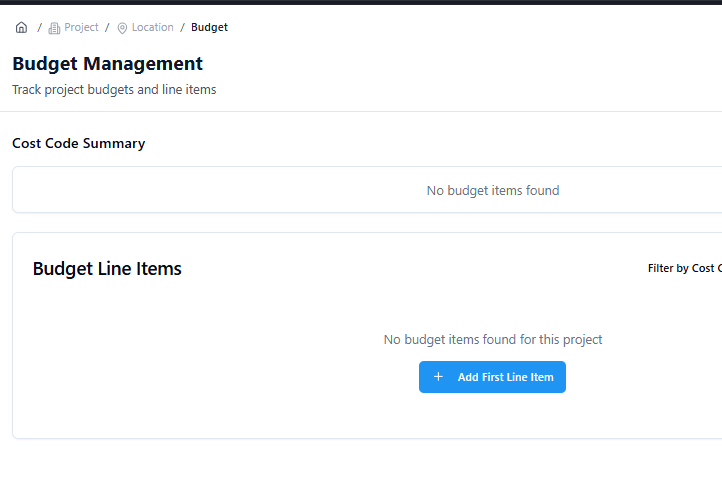 / Project / Location / Budget
Budget Management
Track project budgets and line items
Cost Code Summary
No budget items found
Budget Line Items
Filter by Cost C
No budget items found for this project
+ Add First Line Item